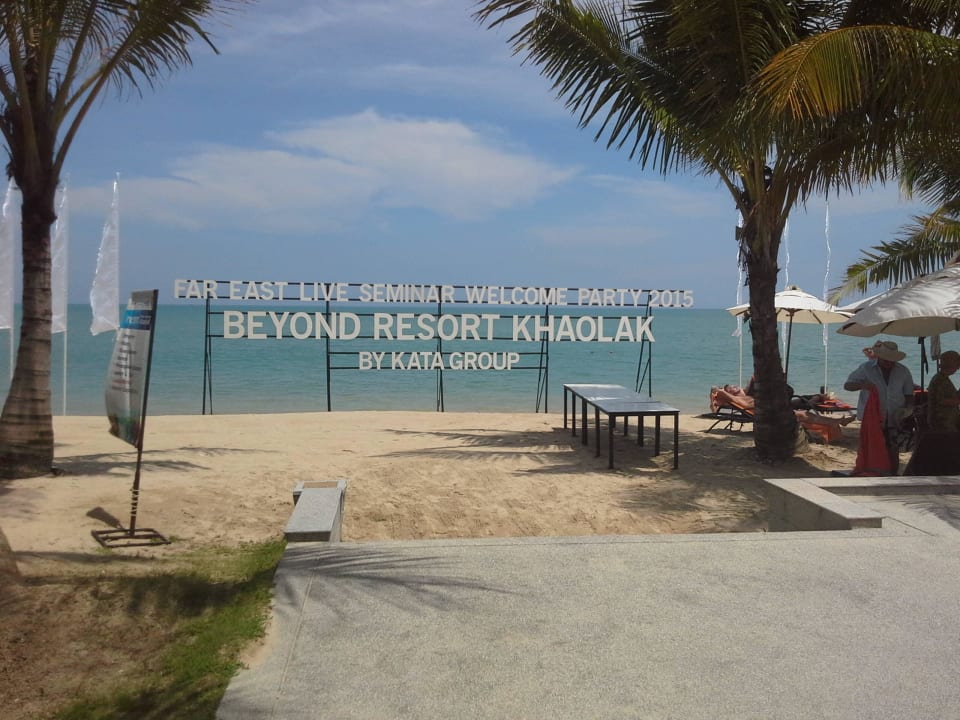 FAR EAST LIVE SEMINAR WELCOME PARTY 2015
BEYOND RESORT KHAOLAK
BY KATA GROUP